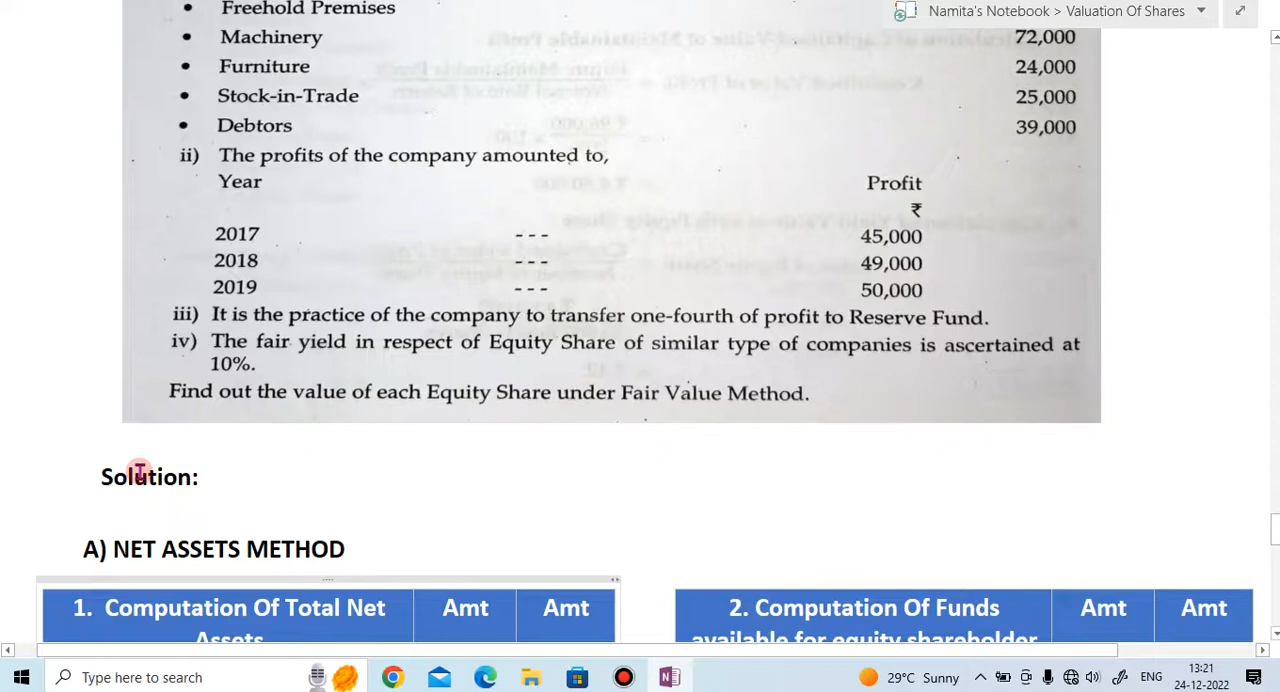 Namita's Notebook > Valuation Of Shares
• Freehold Premises
• Machinery 72,000
• Furniture 24,000
• Stock-in-Trade 25,000
• Debtors 39,000
ii) The profits of the company amounted to,
Year Profit
₹
2017 --- 45,000
2018 --- 49,000
2019 --- 50,000
iii) It is the practice of the company to transfer one-fourth of profit to Reserve Fund.
iv) The fair yield in respect of Equity Share of similar type of companies is ascertained at
10%.
Find out the value of each Equity Share under Fair Value Method.
Solution:
A) NET ASSETS METHOD
1. Computation Of Total Net Amt Amt
Assets
2. Computation Of Funds Amt Amt
available for equity shareholder
Type here to search
29°C Sunny
ENG
13:21
24-12-2022